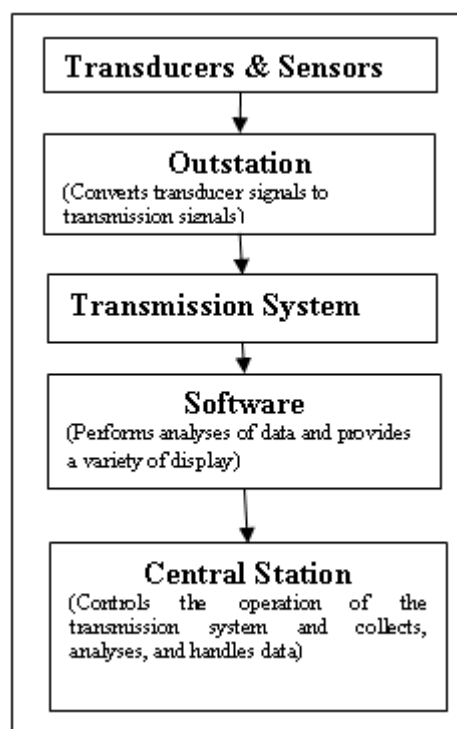 Transducers & Sensors
Outstation
(Converts transducer signals to
transmission signals)
Transmission System
Software
(Performs analyses of data and provides
a variety of display)
Central Station
(Controls the operation of the
transmission system and collects,
analyses, and handles data)